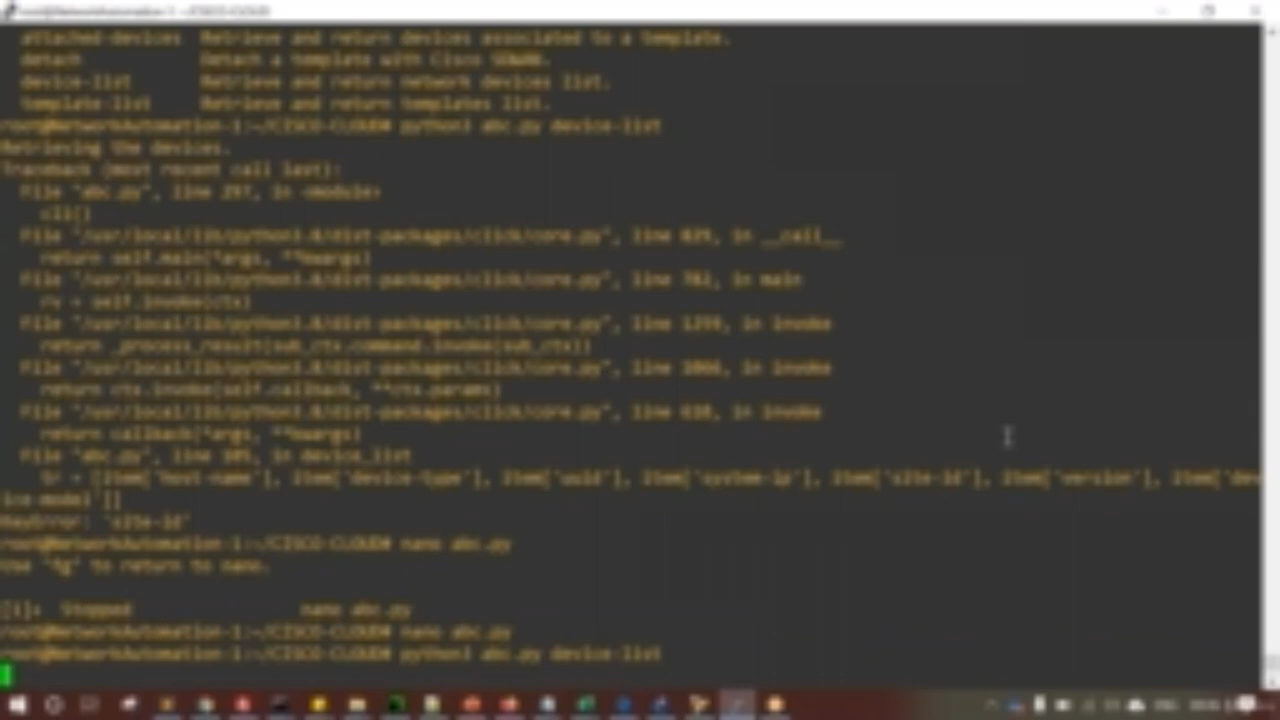 attached-devices Retrieve and return devices associated to a template.
detach Detach a template with Cisco SDWAN.
device-list Retrieve and return network devices list.
template-list Retrieve and return templates list.
root@NetworkAutomation-1:~/CISCO-CLOUD# python3 abc.py device-list
Retrieving the devices.
Traceback (most recent call last):
File "abc.py", line 297, in <module>
cli()
File "/usr/local/lib/python3.6/dist-packages/click/core.py", line 829, in __call__
return self.main(*args, **kwargs)
File "/usr/local/lib/python3.6/dist-packages/click/core.py", line 782, in main
rv = self.invoke(ctx)
File "/usr/local/lib/python3.6/dist-packages/click/core.py", line 1259, in invoke
return _process_result(sub_ctx.command.invoke(sub_ctx))
File "/usr/local/lib/python3.6/dist-packages/click/core.py", line 1066, in invoke
return ctx.invoke(self.callback, **ctx.params)
File "/usr/local/lib/python3.6/dist-packages/click/core.py", line 610, in invoke
return callback(*args, **kwargs)
File "abc.py", line 105, in device_list
tr = [item['host-name'], item['device-type'], item['uuid'], item['system-ip'], item['site-id'], item['version'], item['dev
ice-model']]
KeyError: 'site-id'
root@NetworkAutomation-1:~/CISCO-CLOUD# nano abc.py
Use "fg" to return to nano.
[1]+ Stopped nano abc.py
root@NetworkAutomation-1:~/CISCO-CLOUD# nano abc.py
root@NetworkAutomation-1:~/CISCO-CLOUD# python3 abc.py device-list